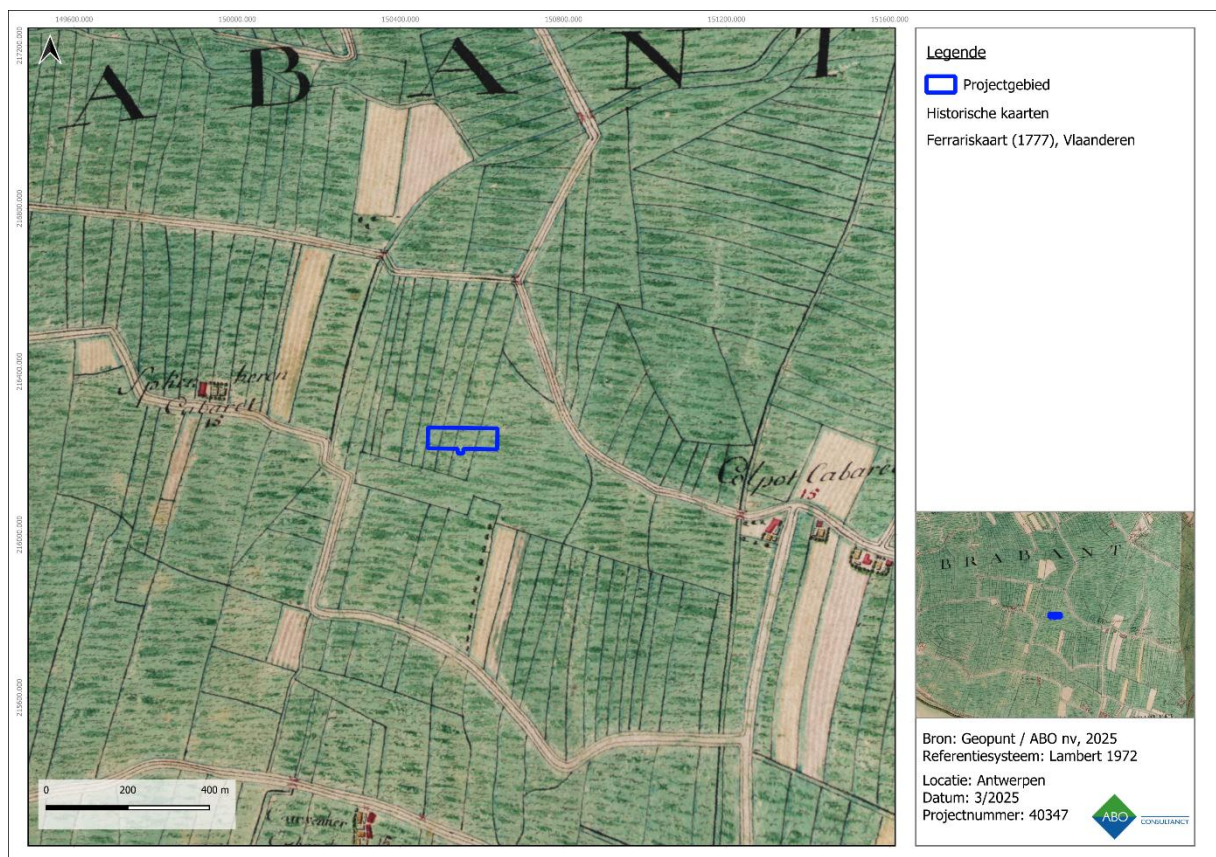 149600.000 150000.000 150400.000 150800.000 151200.000 151600.000
217200.000
216800.000
216400.000
216000.000
215600.000
A B A N T
Cabaret
15
Colpot Cabaret
15
15
0 200 400 m
Legende
Projectgebied
Historische kaarten
Ferrariskaart (1777), Vlaanderen
B R A B A N T
Bron: Geopunt / ABO nv, 2025
Referentiesysteem: Lambert 1972
Locatie: Antwerpen
Datum: 3/2025
Projectnummer: 40347
ABO
CONSULTANCY